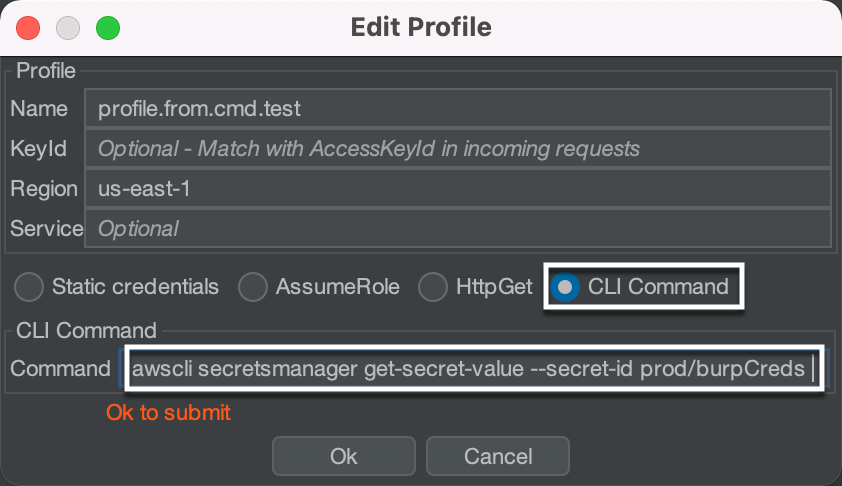 Edit Profile
Profile
Name profile.from.cmd.test
KeyId Optional - Match with AccessKeyId in incoming requests
Region us-east-1
Service Optional
Static credentials AssumeRole HttpGet CLI Command
CLI Command
Command awscli secretsmanager get-secret-value --secret-id prod/burpCreds |
Ok to submit
Ok Cancel